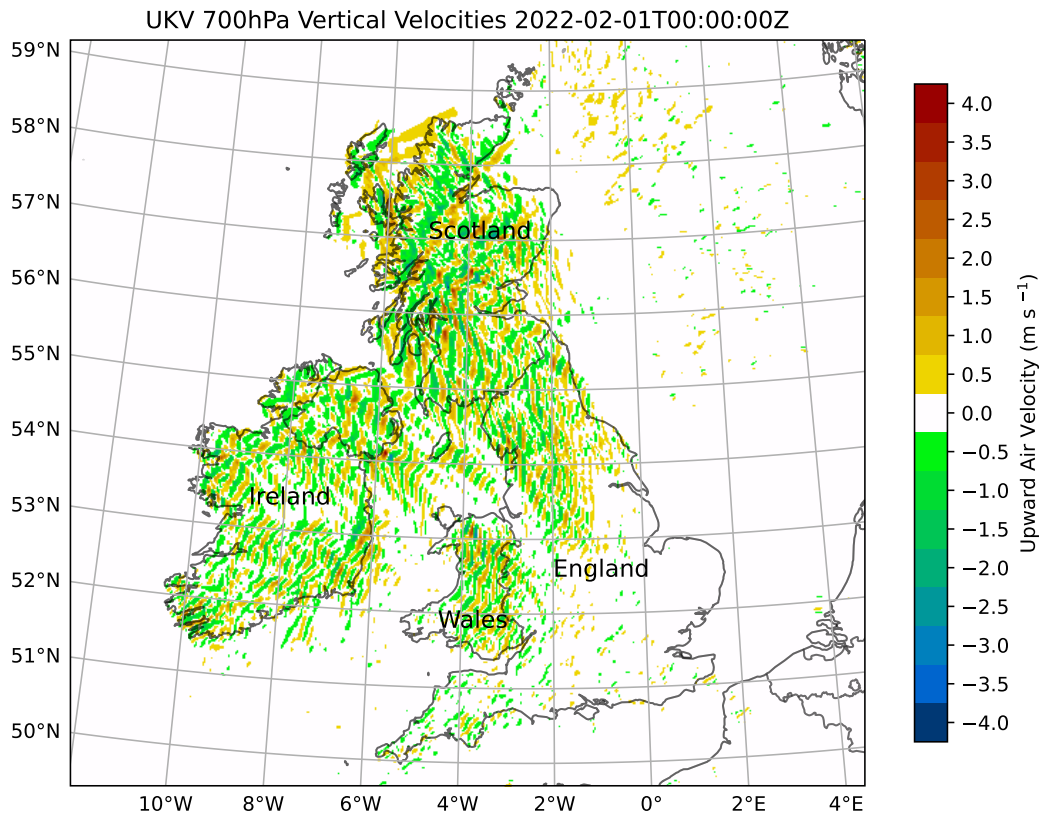 UKV 700hPa Vertical Velocities 2022-02-01T00:00:00Z
59°N
58°N
57°N
56°N
55°N
54°N
53°N
52°N
51°N
50°N
Scotland
Ireland
England
Wales
10°W 8°W 6°W 4°W 2°W 0° 2°E 4°E
4.0
3.5
3.0
2.5
2.0
1.5
1.0
0.5
0.0
−0.5
−1.0
−1.5
−2.0
−2.5
−3.0
−3.5
−4.0
Upward Air Velocity (m s⁻¹)